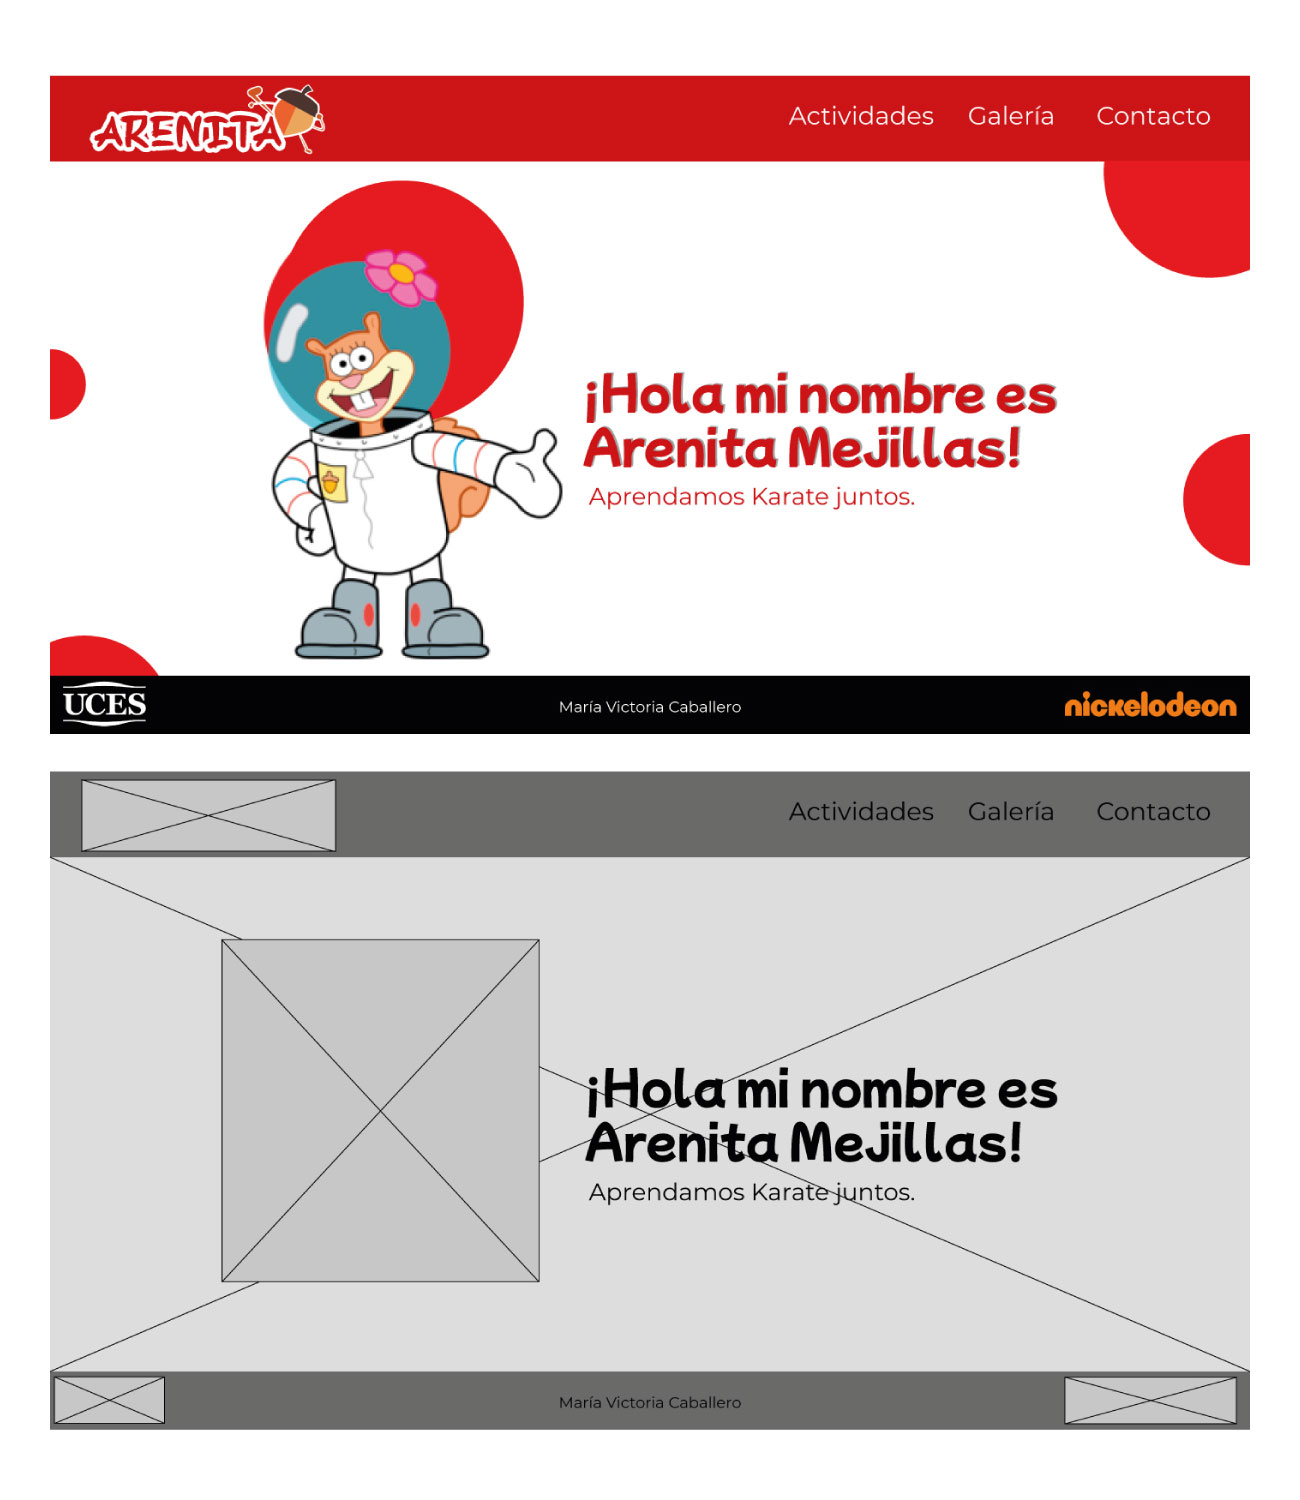 ARENITA
Actividades Galería Contacto
¡Hola mi nombre es
Arenita Mejillas!
Aprendamos Karate juntos.
UCES
María Victoria Caballero
nickelodeon
Actividades Galería Contacto
¡Hola mi nombre es
Arenita Mejillas!
Aprendamos Karate juntos.
María Victoria Caballero